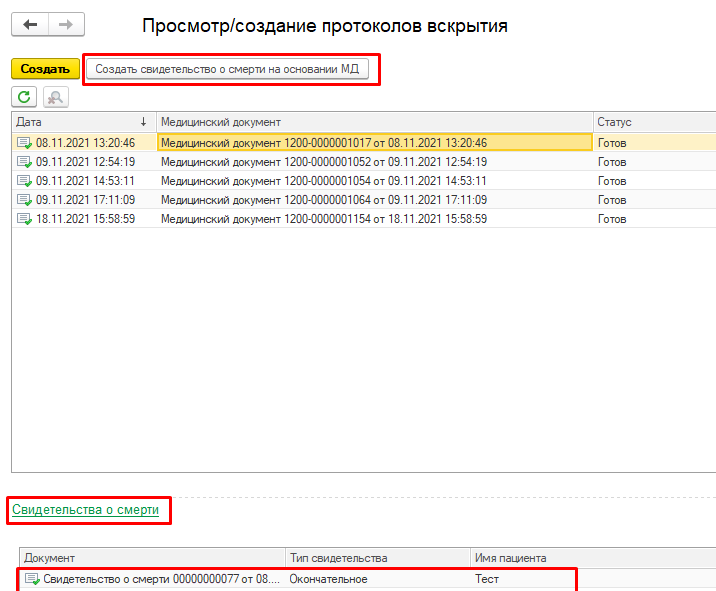 Просмотр/создание протоколов вскрытия
Создать Создать свидетельство о смерти на основании МД
Дата ↓ Медицинский документ Статус
08.11.2021 13:20:46 Медицинский документ 1200-0000001017 от 08.11.2021 13:20:46 Готов
09.11.2021 12:54:19 Медицинский документ 1200-0000001052 от 09.11.2021 12:54:19 Готов
09.11.2021 14:53:11 Медицинский документ 1200-0000001054 от 09.11.2021 14:53:11 Готов
09.11.2021 17:11:09 Медицинский документ 1200-0000001064 от 09.11.2021 17:11:09 Готов
18.11.2021 15:58:59 Медицинский документ 1200-0000001154 от 18.11.2021 15:58:59 Готов
Свидетельства о смерти
Документ Тип свидетельства Имя пациента
Свидетельство о смерти 00000000077 от 08.... Окончательное Тест